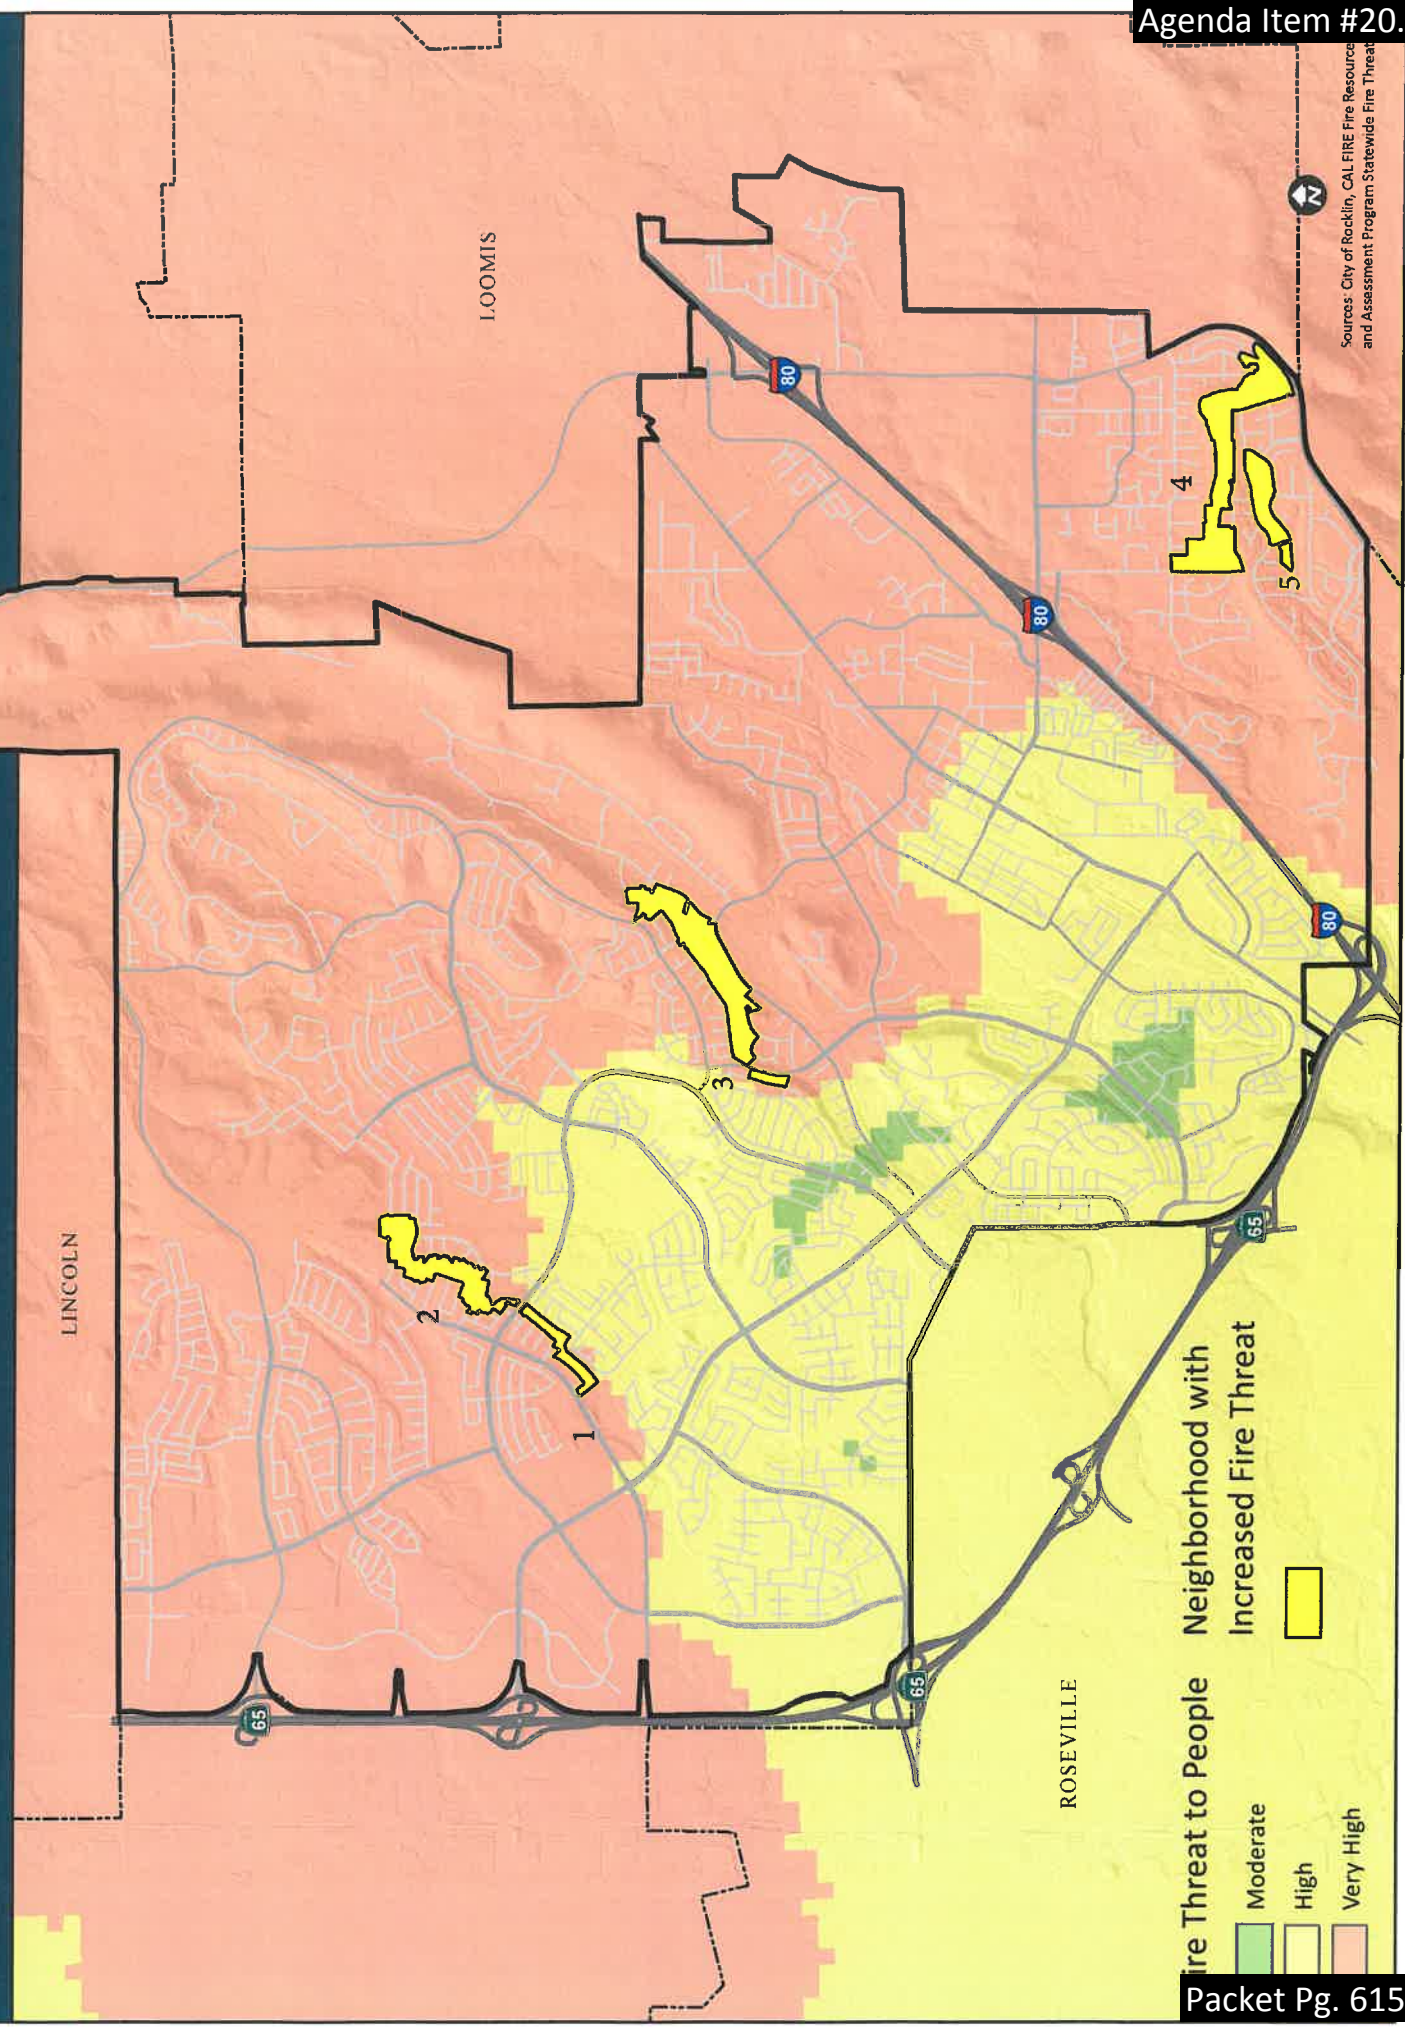 Agenda Item #20.
Sources: City of Rocklin, CAL FIRE Fire Resource
and Assessment Program Statewide Fire Threat
N
LOOMIS
LINCOLN
ROSEVILLE
80
80
80
65
65
65
1
2
3
4
5
ire Threat to People
Moderate
High
Very High
Neighborhood with
Increased Fire Threat
Packet Pg. 615